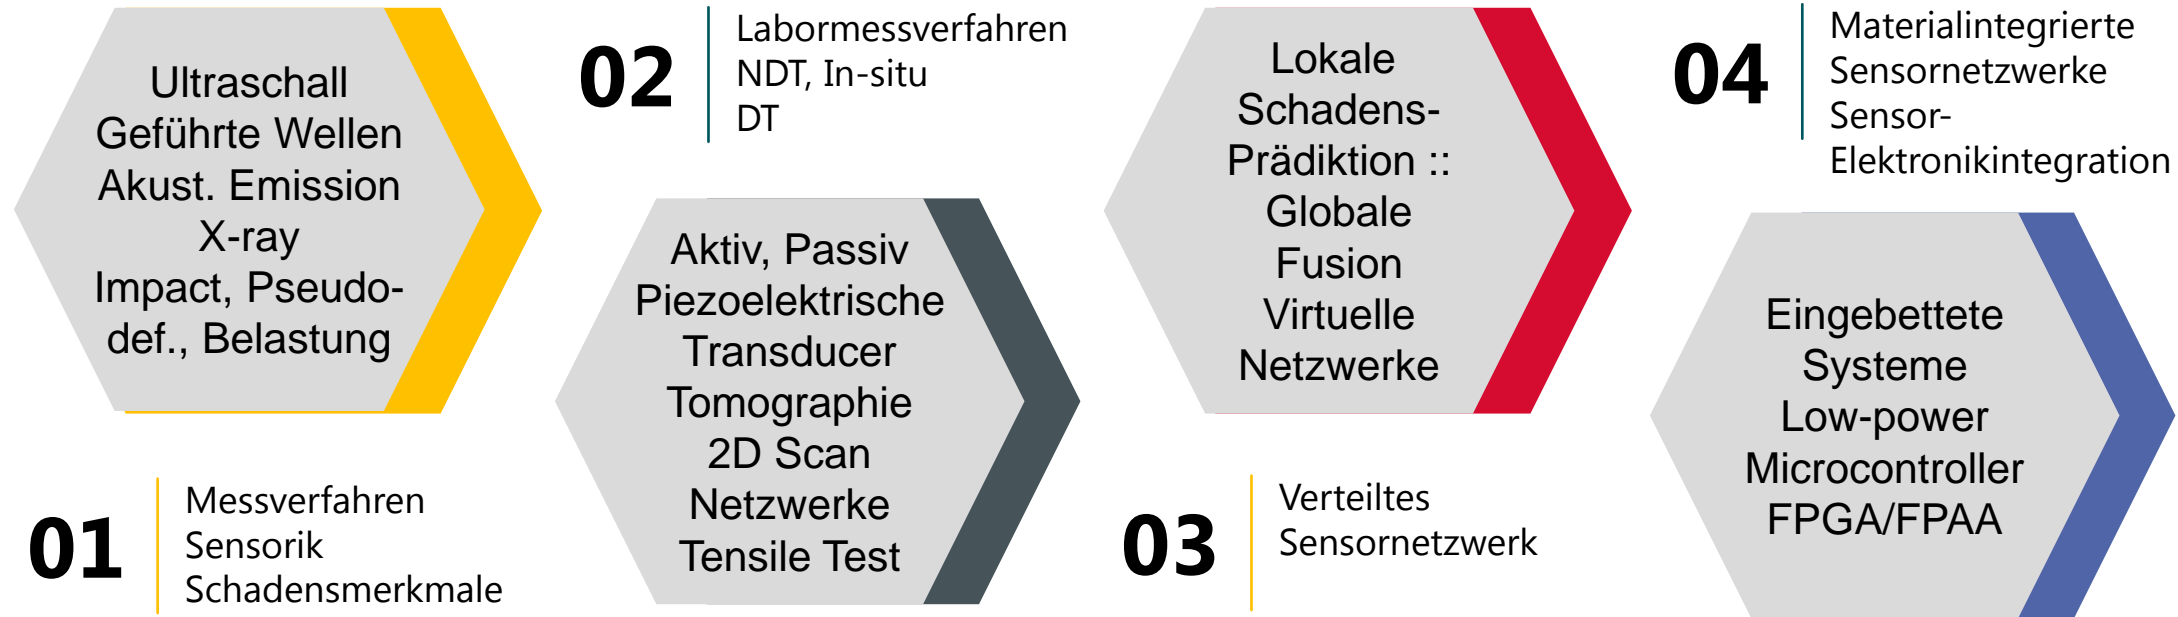 Ultraschall
Geführte Wellen
Akust. Emission
X-ray
Impact, Pseudo-
def., Belastung
01
Messverfahren
Sensorik
Schadensmerkmale
02
Labormessverfahren
NDT, In-situ
DT
Aktiv, Passiv
Piezoelektrische
Transducer
Tomographie
2D Scan
Netzwerke
Tensile Test
Lokale
Schadens-
Prädiktion ::
Globale
Fusion
Virtuelle
Netzwerke
03
Verteiltes
Sensornetzwerk
04
Materialintegrierte
Sensornetzwerke
Sensor-
Elektronikintegration
Eingebettete
Systeme
Low-power
Microcontroller
FPGA/FPAA